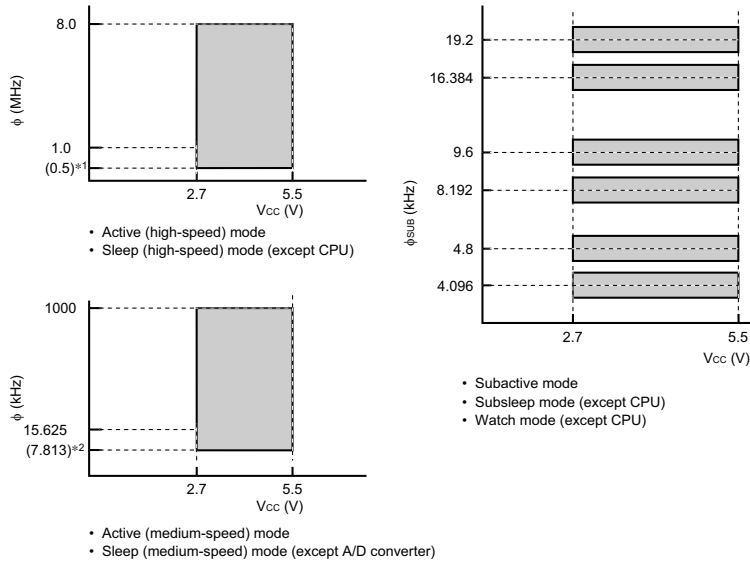 8.0
1.0
(0.5)*1
ϕ (MHz)
2.7 5.5
Vcc (V)
• Active (high-speed) mode
• Sleep (high-speed) mode (except CPU)
1000
15.625
(7.813)*2
ϕ (kHz)
2.7 5.5
Vcc (V)
• Active (medium-speed) mode
• Sleep (medium-speed) mode (except A/D converter)
19.2
16.384
9.6
8.192
4.8
4.096
ϕSUB (kHz)
2.7 5.5
Vcc (V)
• Subactive mode
• Subsleep mode (except CPU)
• Watch mode (except CPU)